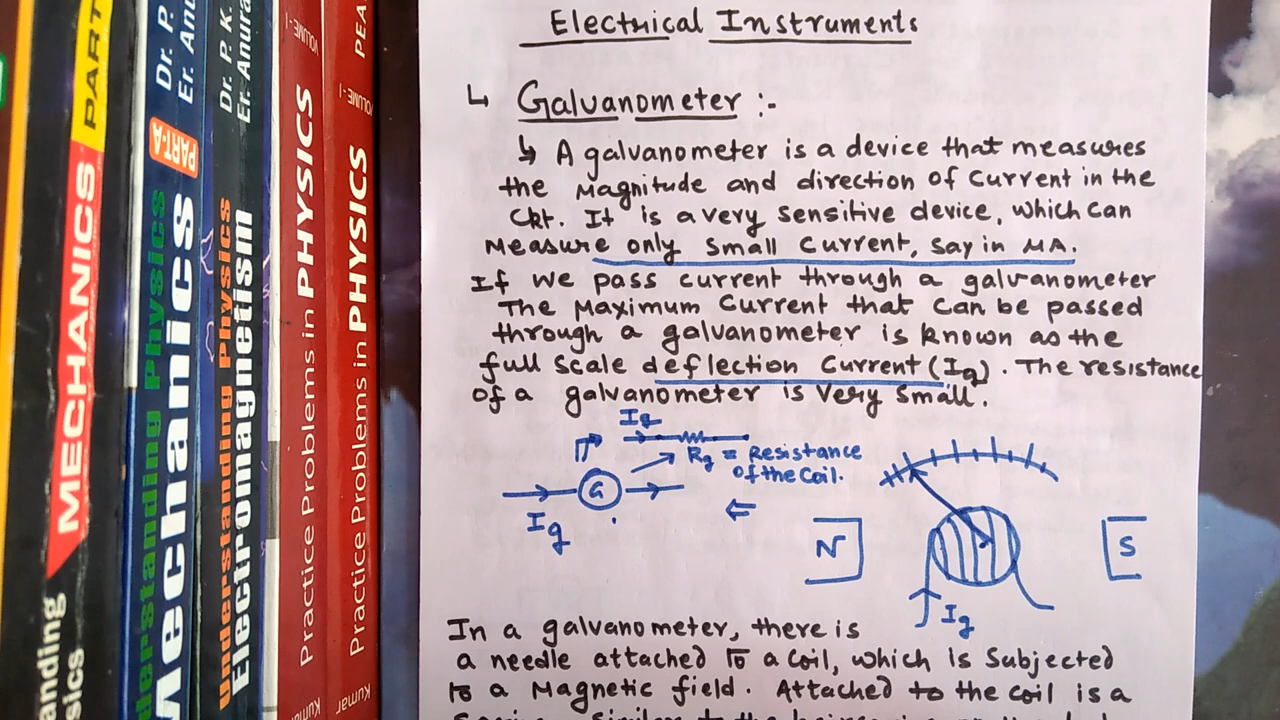 Electrical Instruments
↳ Galvanometer :-
↳ A galvanometer is a device that measures
the Magnitude and direction of Current in the
Ckt. It is a very sensitive device, which can
Measure only Small Current, Say in MA.
If we pass current through a galvanometer
The Maximum Current that Can be passed
through a galvanometer is known as the
full Scale deflection Current (Ig). The resistance
of a galvanometer is Very Small.
Ig
Rg = Resistance
of the Coil.
G
Ig
N
S
Ig
In a galvanometer, there is
a needle attached to a Coil, which is Subjected
to a Magnetic field. Attached to the coil is a
MECHANICS PART
anding
sics
derstanding Physics
Mechanics PART-A
Dr. P.
Er. Anu
Understanding Physics
Electromagnetism
Dr. P. K.
Er. Anura
Practice Problems in PHYSICS
VOLUME - I
Kumar
Practice Problems in PHYSICS
VOLUME - I
PEA
Kumar